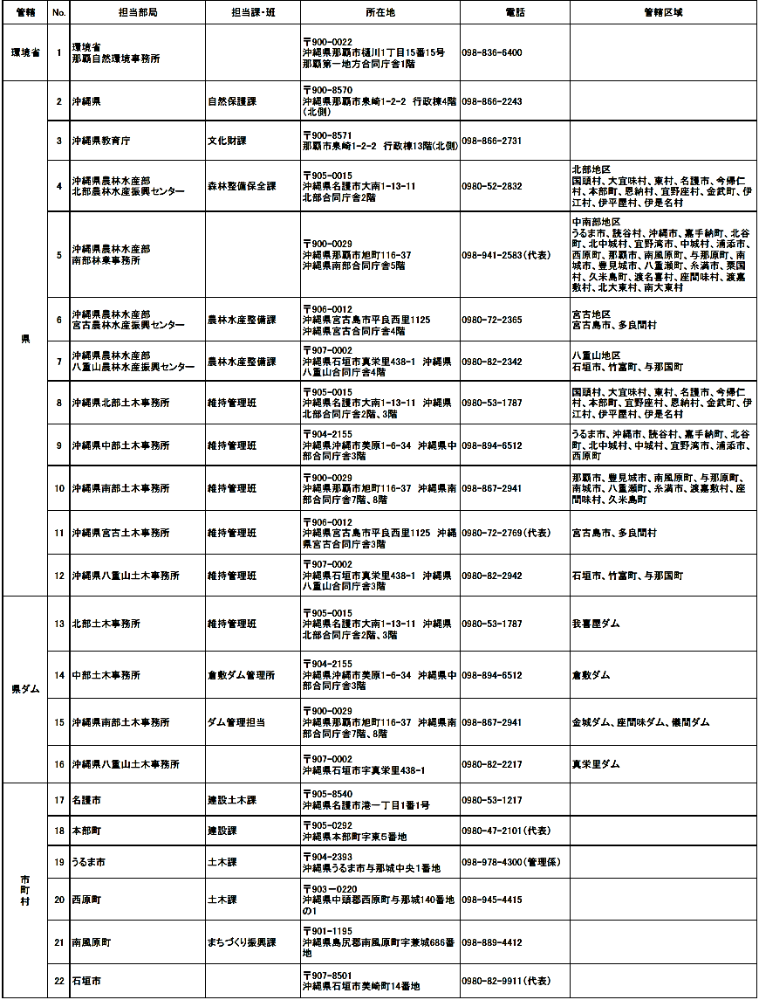 管轄 No. 担当部局 担当課・班 所在地 電話 管轄区域
環境省 1 環境省
那覇自然環境事務所
〒900-0022
沖縄県那覇市樋川1丁目15番15号
那覇第一地方合同庁舎1階
098-836-6400
県
2 沖縄県 自然保護課
〒900-8570
沖縄県那覇市泉崎1-2-2 行政棟4階
(北側)
098-866-2243
3 沖縄県教育庁 文化財課
〒900-8571
那覇市泉崎1-2-2 行政棟13階(北側)
098-866-2731
4 沖縄県農林水産部
北部農林水産振興センター
森林整備保全課
〒905-0015
沖縄県名護市大南1-13-11
北部合同庁舎2階
0980-52-2832
北部地区
国頭村、大宜味村、東村、名護市、今帰仁
村、本部町、恩納村、宜野座村、金武町、伊
江村、伊平屋村、伊是名村
5 沖縄県農林水産部
南部林業事務所
〒900-0029
沖縄県那覇市旭町116-37
沖縄県南部合同庁舎5階
098-941-2583(代表)
中南部地区
うるま市、読谷村、沖縄市、嘉手納町、北谷
町、北中城村、宜野湾市、中城村、浦添市、
西原町、那覇市、南風原町、与那原町、南
城市、豊見城市、八重瀬町、糸満市、粟国
村、久米島町、渡名喜村、座間味村、渡嘉
敷村、北大東村、南大東村
6 沖縄県農林水産部
宮古農林水産振興センター
農林水産整備課
〒906-0012
沖縄県宮古島市平良西里1125
沖縄県宮古合同庁舎4階
0980-72-2365
宮古地区
宮古島市、多良間村
7 沖縄県農林水産部
八重山農林水産振興センター
農林水産整備課
〒907-0002
沖縄県石垣市真栄里438-1 沖縄県
八重山合同庁舎4階
0980-82-2342
八重山地区
石垣市、竹富町、与那国町
8 沖縄県北部土木事務所 維持管理班
〒905-0015
沖縄県名護市大南1-13-11 沖縄県
北部合同庁舎2階、3階
0980-53-1787
国頭村、大宜味村、東村、名護市、今帰仁
村、本部町、宜野座村、恩納村、金武町、伊
江村、伊平屋村、伊是名村
9 沖縄県中部土木事務所 維持管理班
〒904-2155
沖縄県沖縄市美原1-6-34 沖縄県中
部合同庁舎3階
098-894-6512
うるま市、沖縄市、読谷村、嘉手納町、北谷
町、北中城村、中城村、宜野湾市、浦添市、
西原町
10 沖縄県南部土木事務所 維持管理班
〒900-0029
沖縄県那覇市旭町116-37 沖縄県南
部合同庁舎7階、8階
098-867-2941
那覇市、豊見城市、南風原町、与那原町、
南城市、八重瀬町、糸満市、渡嘉敷村、座
間味村、久米島町
11 沖縄県宮古土木事務所 維持管理班
〒906-0012
沖縄県宮古島市平良西里1125 沖縄
県宮古合同庁舎3階
0980-72-2769(代表)
宮古島市、多良間村
12 沖縄県八重山土木事務所 維持管理班
〒907-0002
沖縄県石垣市真栄里438-1 沖縄県
八重山合同庁舎3階
0980-82-2942
石垣市、竹富町、与那国町
県ダム
13 北部土木事務所 維持管理班
〒905-0015
沖縄県名護市大南1-13-11 沖縄県
北部合同庁舎2階、3階
0980-53-1787
我喜屋ダム
14 中部土木事務所 倉敷ダム管理所
〒904-2155
沖縄県沖縄市美原1-6-34 沖縄県中
部合同庁舎3階
098-894-6512
倉敷ダム
15 沖縄県南部土木事務所 ダム管理担当
〒900-0029
沖縄県那覇市旭町116-37 沖縄県南
部合同庁舎7階、8階
098-867-2941
金城ダム、座間味ダム、儀間ダム
16 沖縄県八重山土木事務所
〒907-0002
沖縄県石垣市字真栄里438-1
0980-82-2217
真栄里ダム
市町村
17 名護市 建設土木課
〒905-8540
沖縄県名護市港一丁目1番1号
0980-53-1217
18 本部町 建設課
〒905-0292
沖縄県本部町字東5番地
0980-47-2101(代表)
19 うるま市 土木課
〒904-2393
沖縄県うるま市与那城中央1番地
098-978-4300(管理係)
20 西原町 土木課
〒903-0220
沖縄県中頭郡西原町与那城140番地
の1
098-945-4415
21 南風原町 まちづくり振興課
〒901-1195
沖縄県島尻郡南風原町字兼城686番
地
098-889-4412
22 石垣市
〒907-8501
沖縄県石垣市美崎町14番地
0980-82-9911(代表)